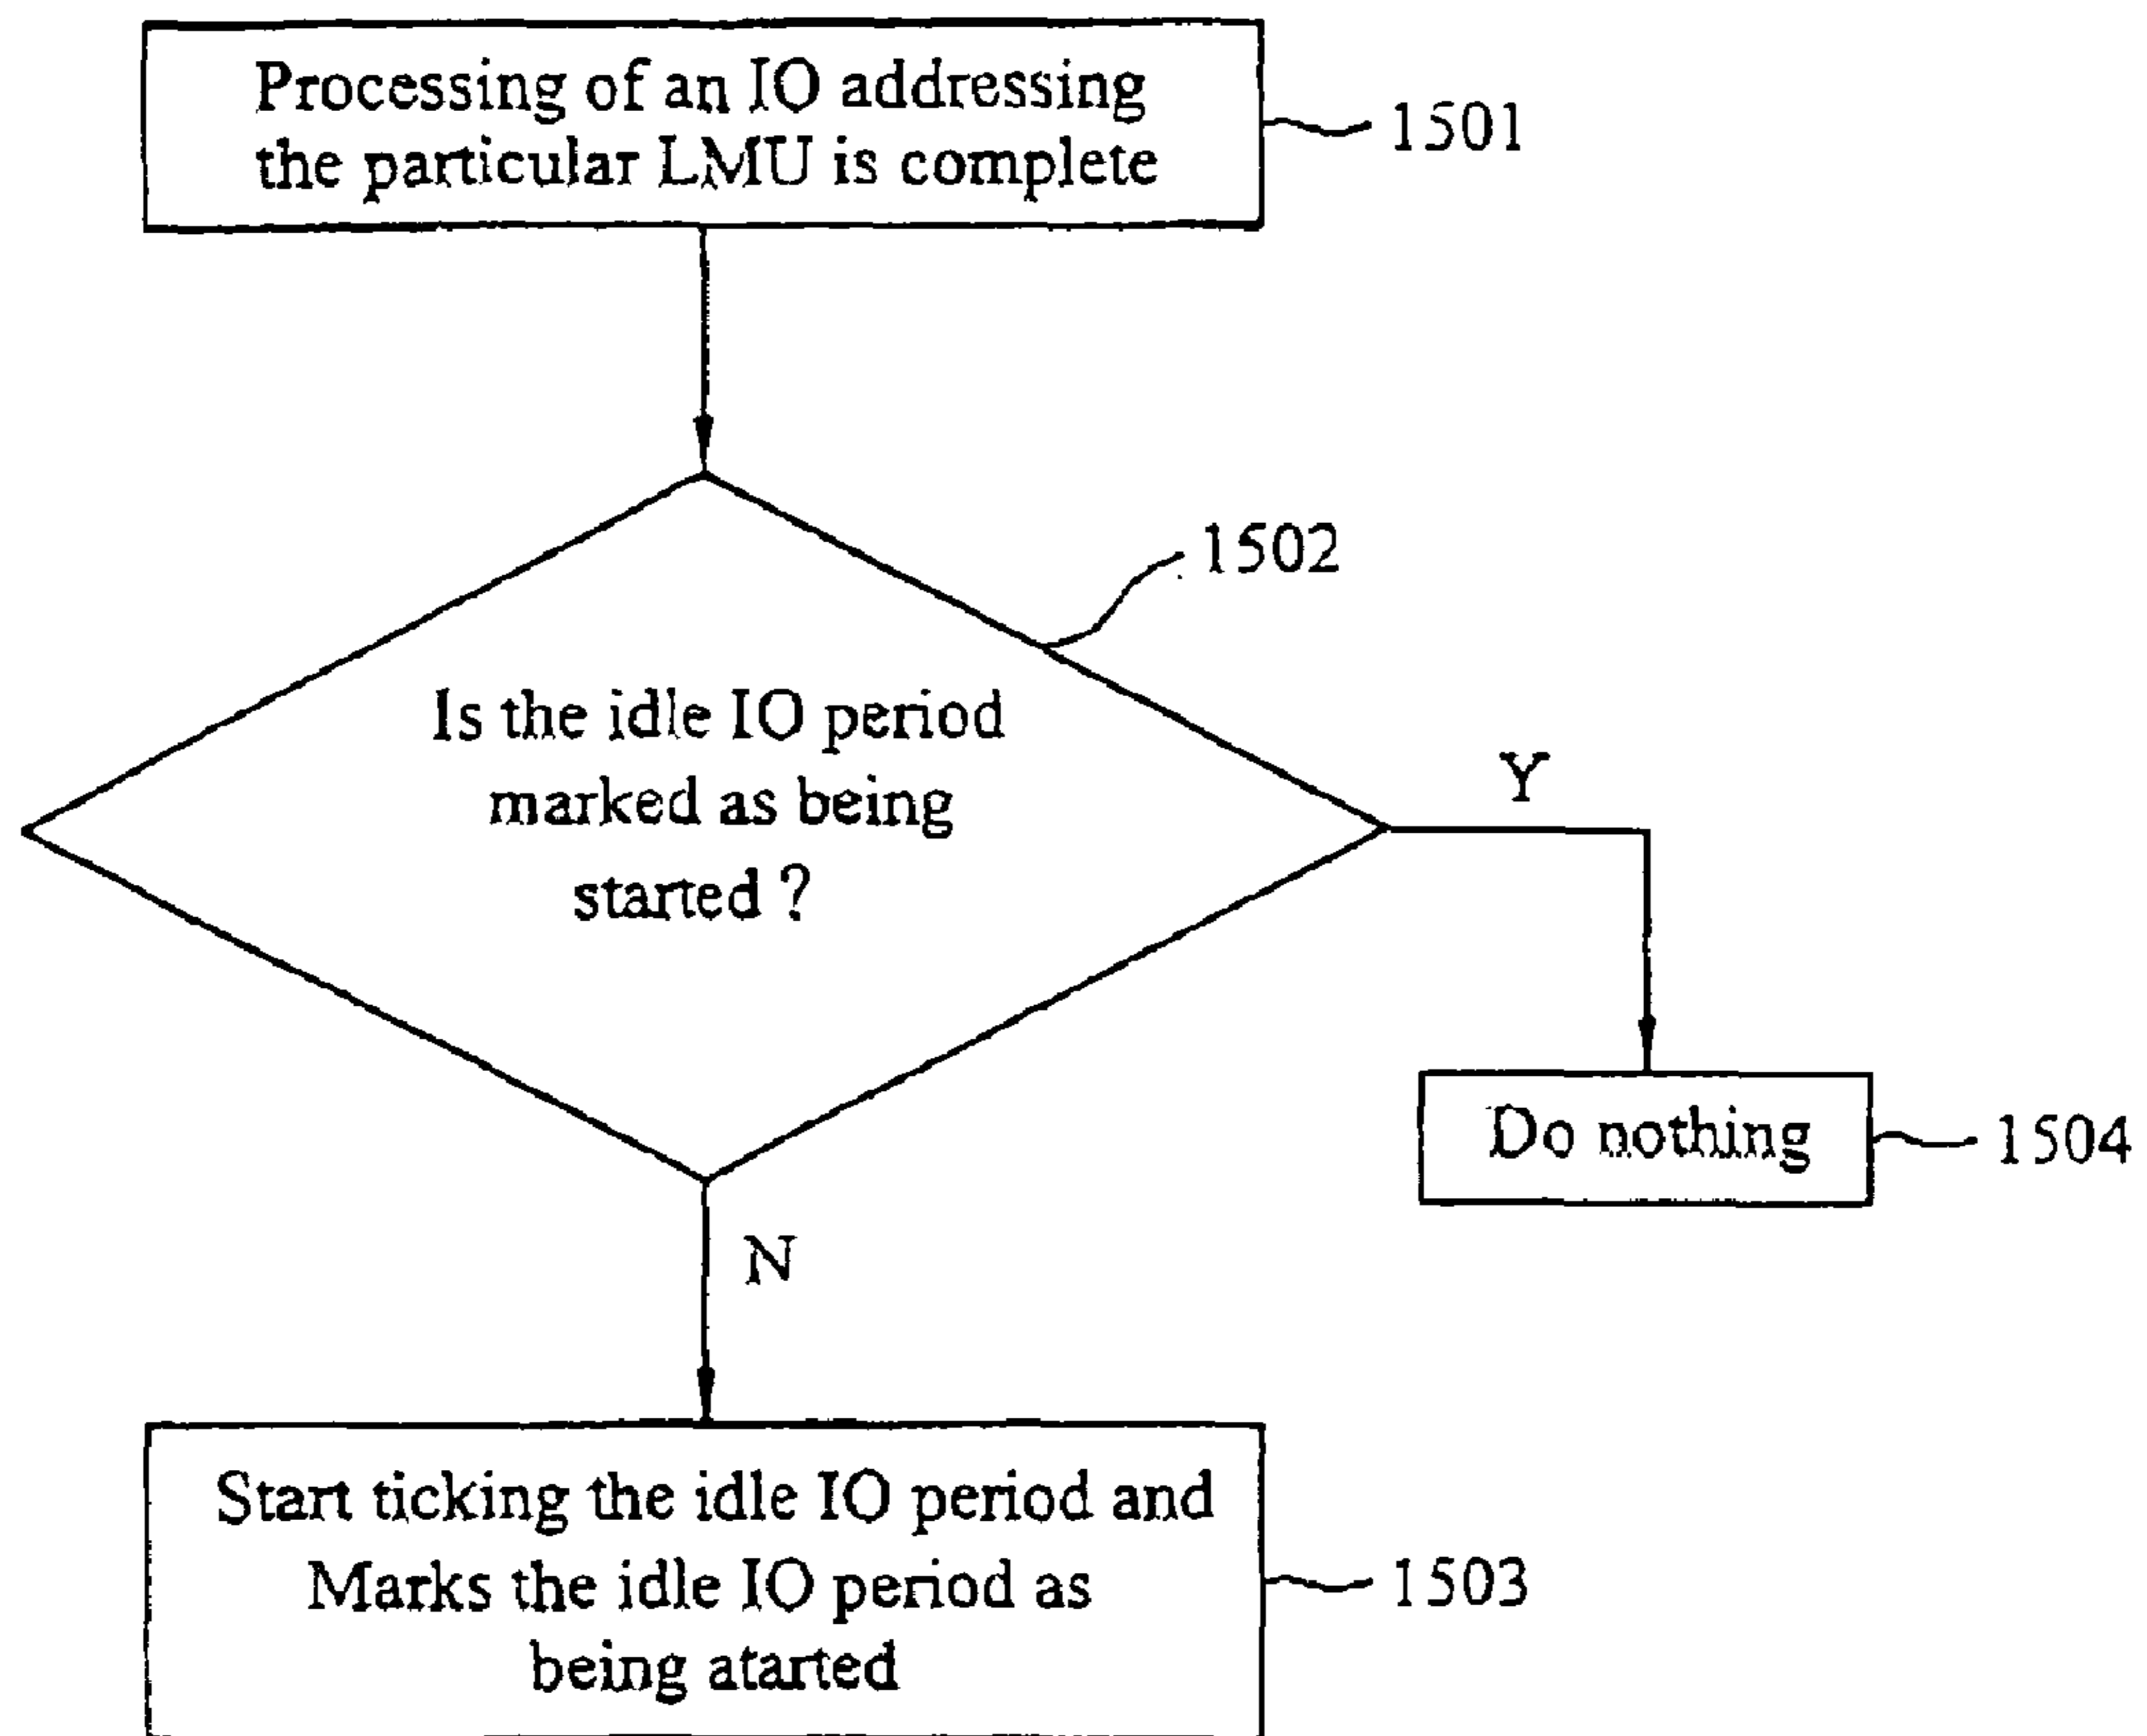 Processing of an IO addressing
the particular LMU is complete
1501
1502
Is the idle IO period
marked as being
started ?
Y
Do nothing
1504
N
Start ticking the idle IO period and
Marks the idle IO period as
being atarted
1503